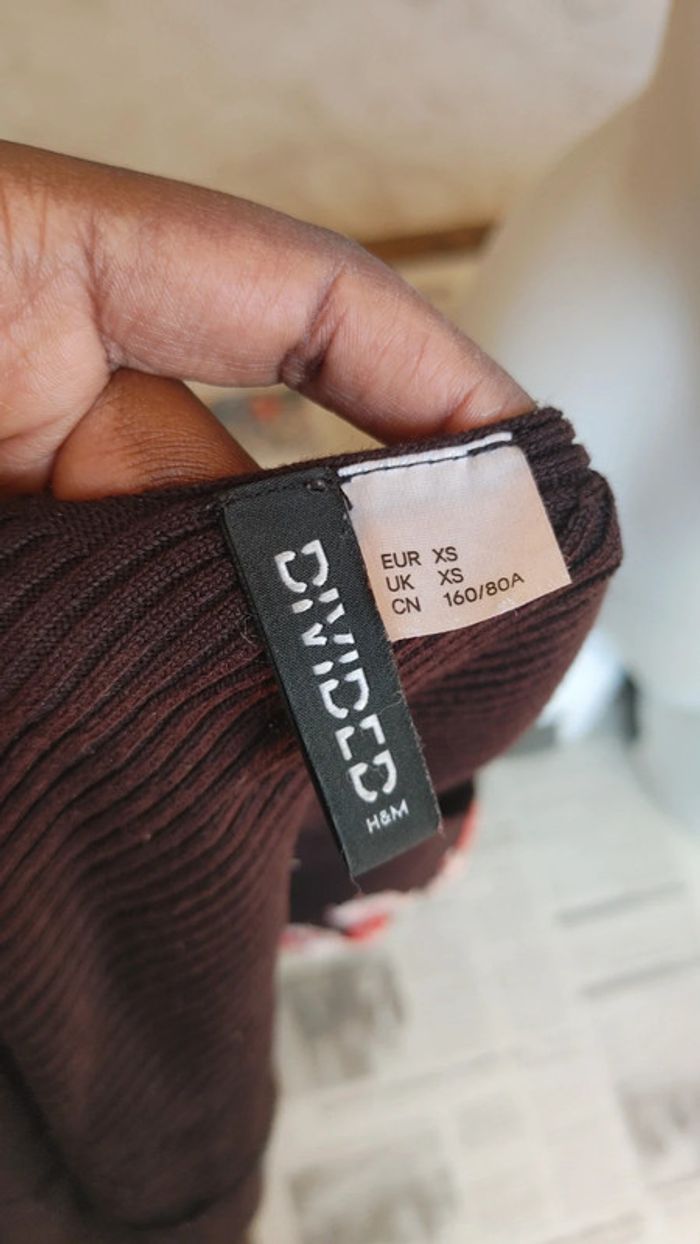 DIVIDED
H&M
EUR XS
UK XS
CN 160/80A